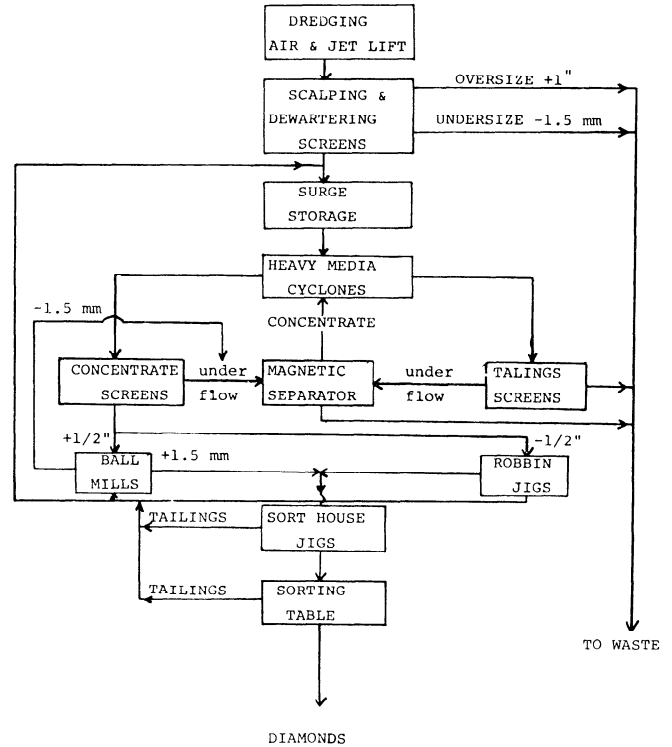 DREDGING
AIR & JET LIFT
OVERSIZE +1"
SCALPING &
DEWARTERING
SCREENS
UNDERSIZE -1.5 mm
SURGE
STORAGE
HEAVY MEDIA
CYCLONES
-1.5 mm
CONCENTRATE
CONCENTRATE
SCREENS
under
flow
MAGNETIC
SEPARATOR
under
flow
TALINGS
SCREENS
+1/2"
-1/2"
BALL
MILLS
+1.5 mm
ROBBIN
JIGS
TAILINGS
SORT HOUSE
JIGS
TAILINGS
SORTING
TABLE
TO WASTE
DIAMONDS